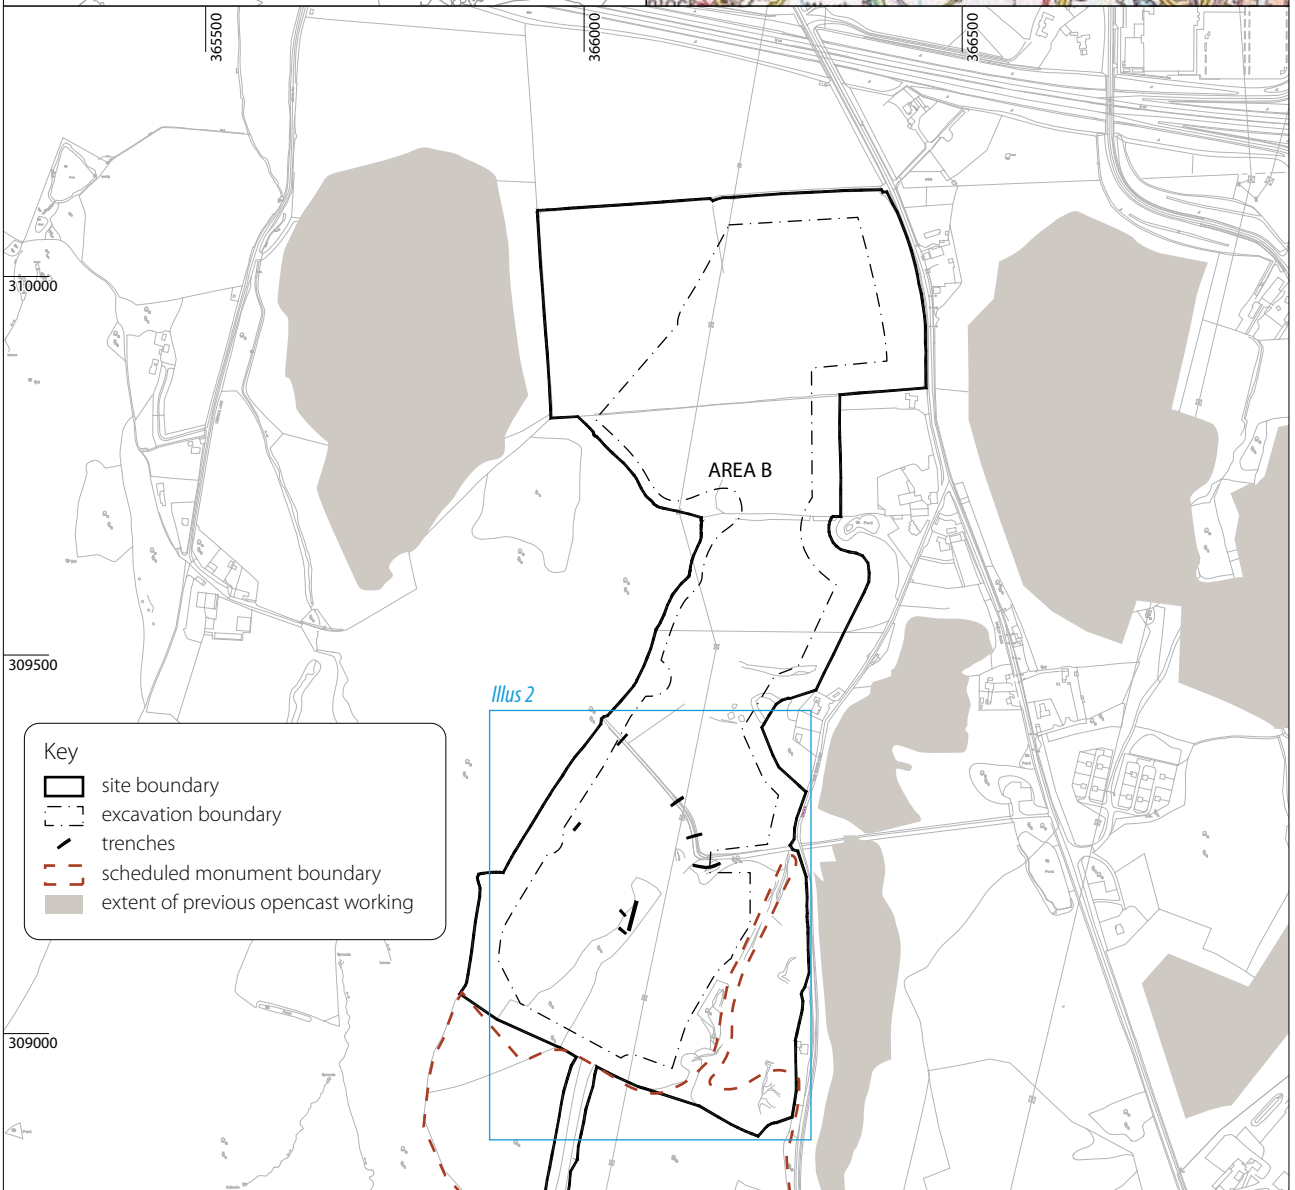 365500
366000
366500
310000
AREA B
309500
Illus 2
Key
site boundary
excavation boundary
trenches
scheduled monument boundary
extent of previous opencast working
309000